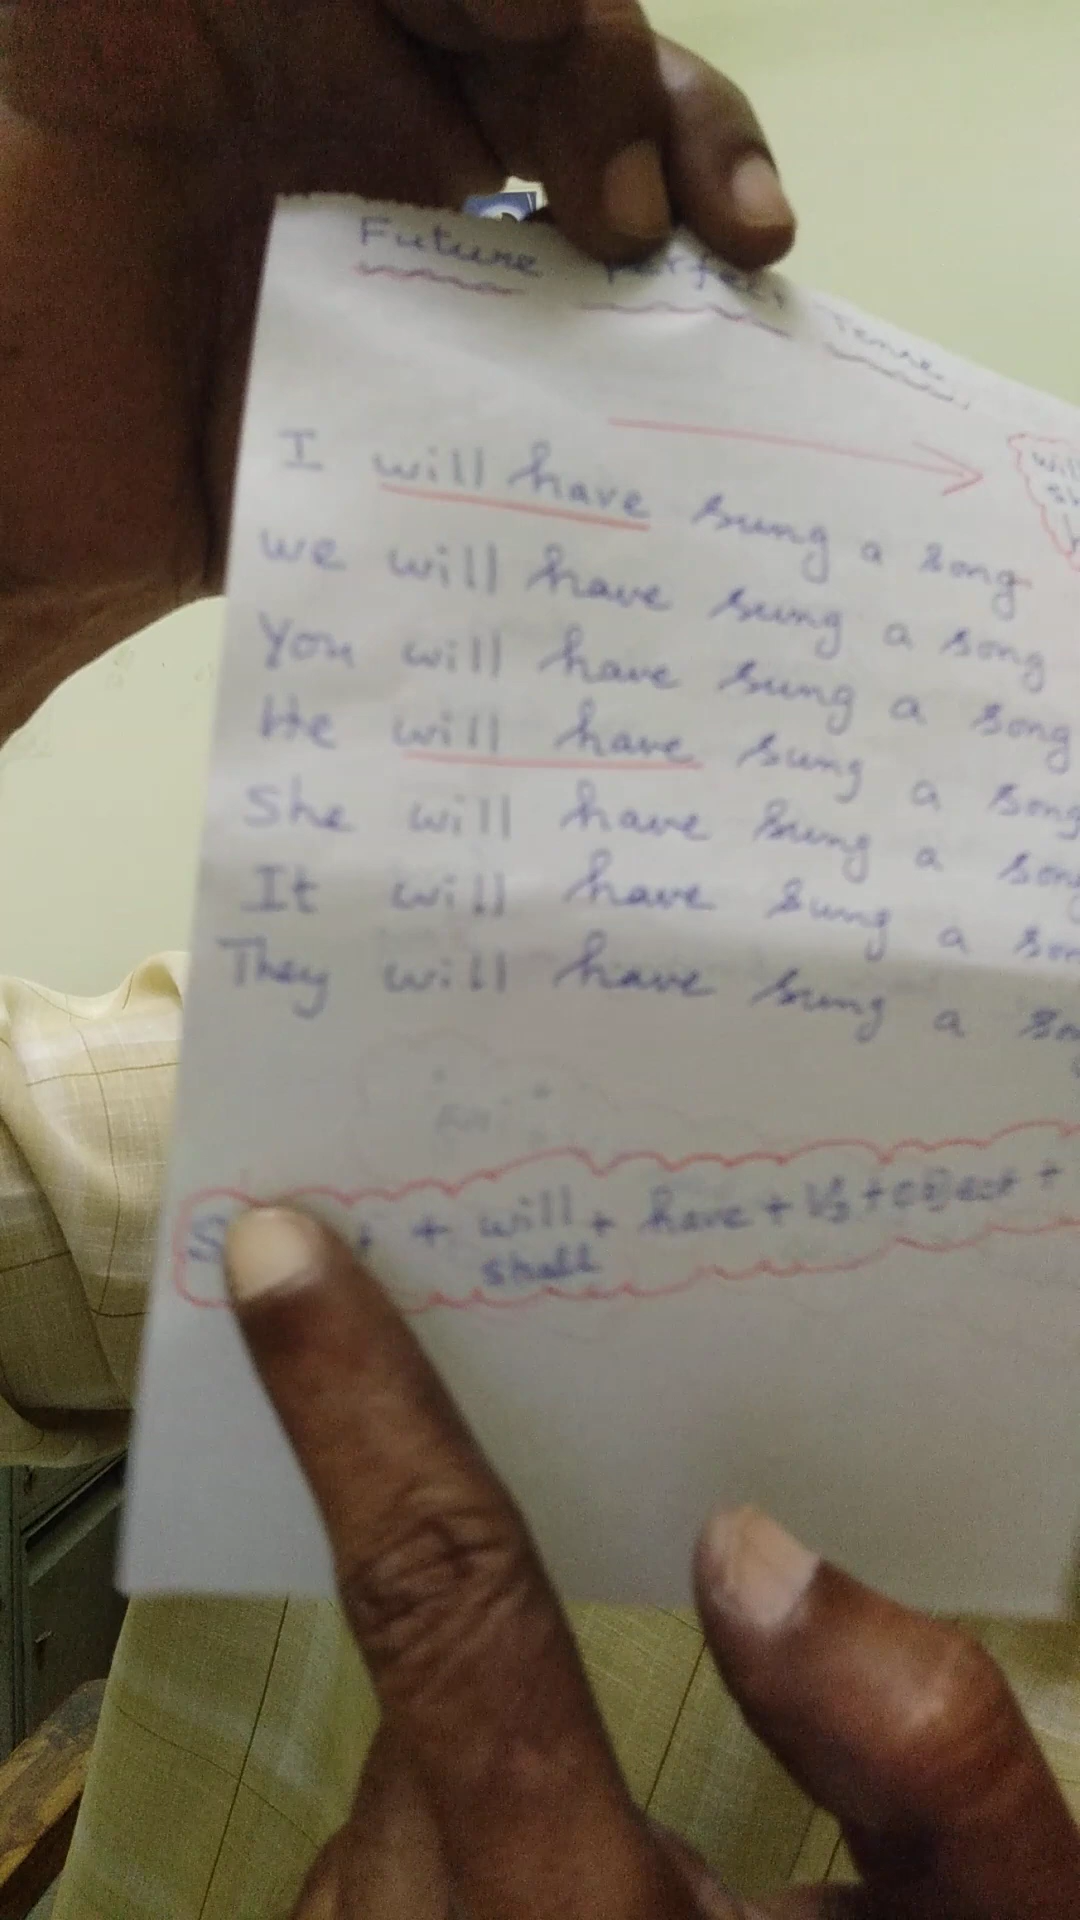 Future perfect Tense
I will have sung a song
we will have sung a song
You will have sung a song
He will have sung a song
She will have sung a song
It will have sung a
They will have sung a
will
+ will + have + V3 + object +
shall